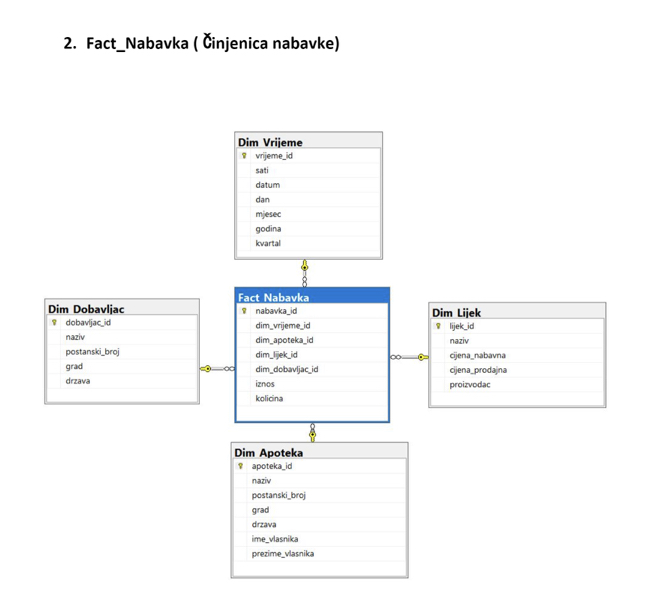 2. Fact_Nabavka ( Činjenica nabavke)
Dim Vrijeme
vrijeme_id
sati
datum
dan
mjesec
godina
kvartal
Dim Dobavljac
dobavljac_id
naziv
postanski_broj
grad
drzava
Fact Nabavka
nabavka_id
dim_vrijeme_id
dim_apoteka_id
dim_lijek_id
dim_dobavljac_id
iznos
kolicina
Dim Lijek
lijek_id
naziv
cijena_nabavna
cijena_prodajna
proizvodac
Dim Apoteka
apoteka_id
naziv
postanski_broj
grad
drzava
ime_vlasnika
prezime_vlasnika